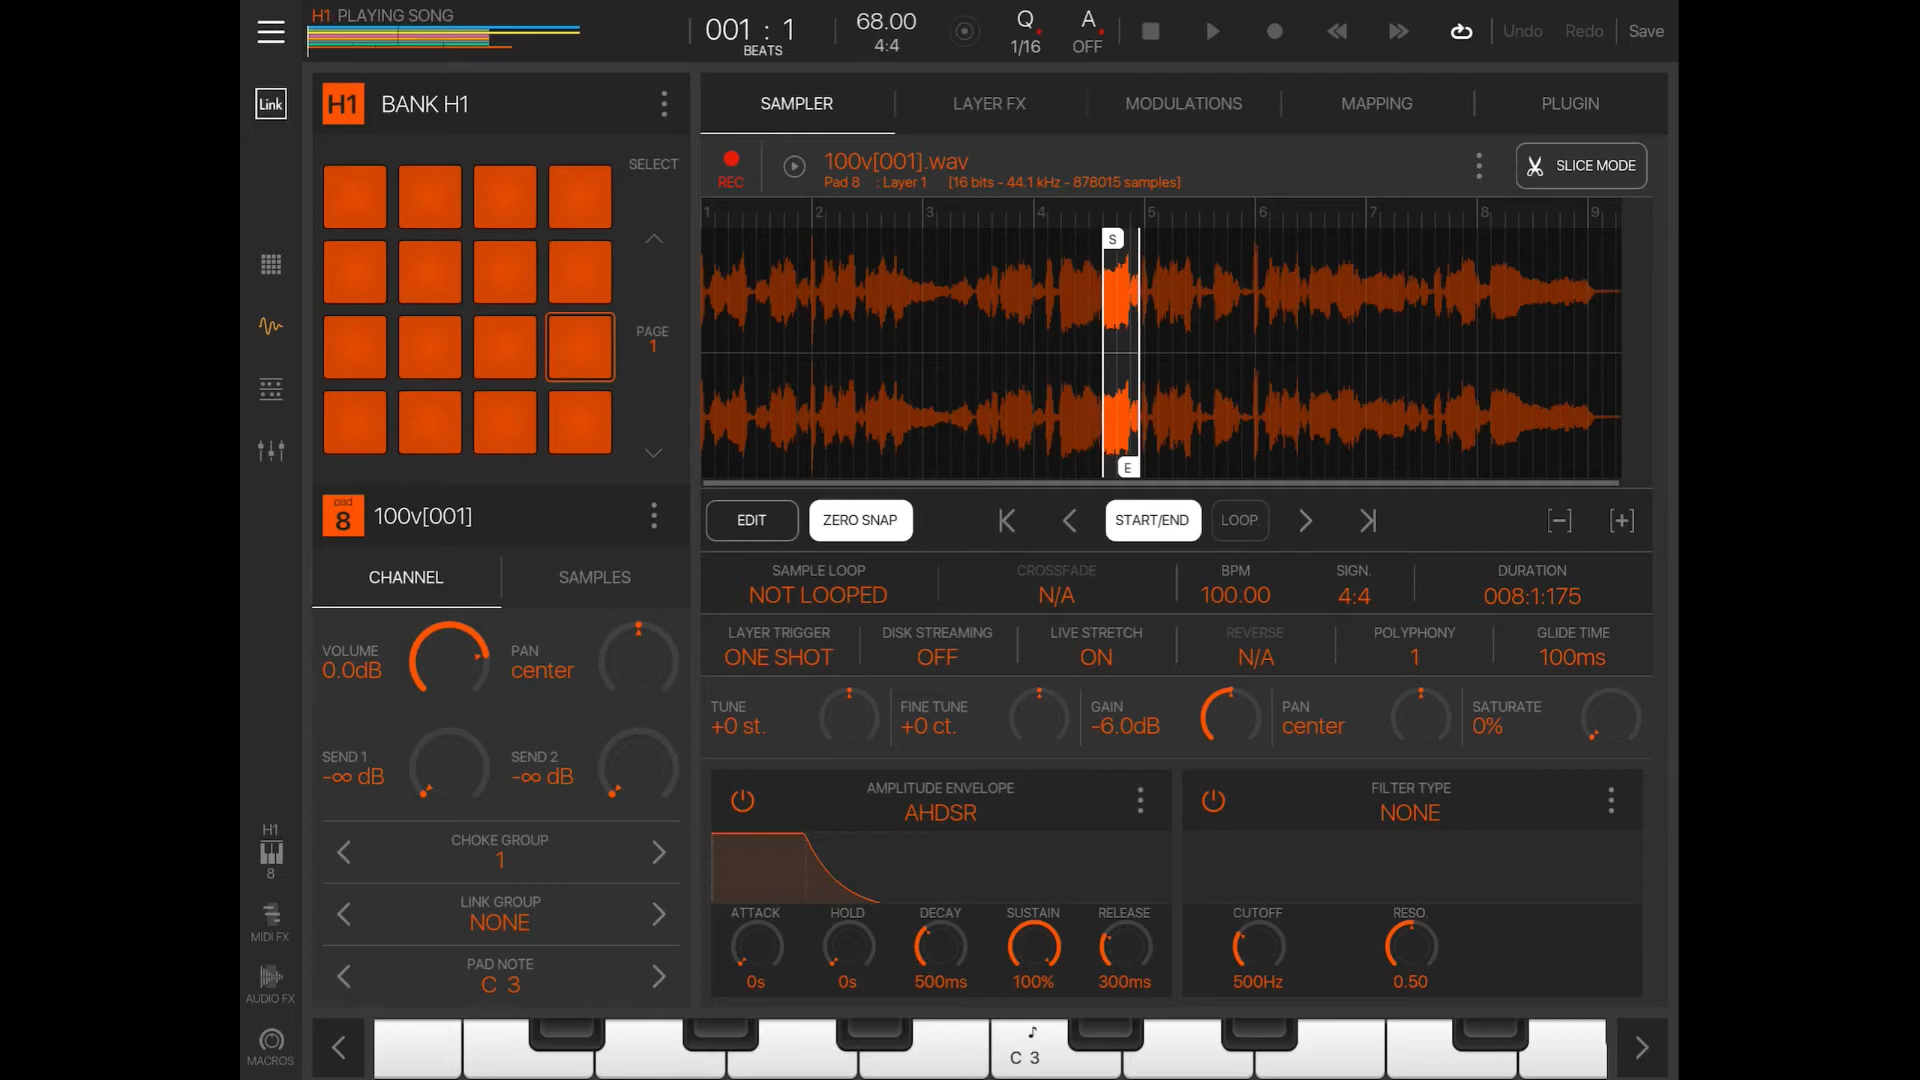 H1 PLAYING SONG
001 : 1
BEATS
68.00
4:4
Q
1/16
A
OFF
Undo
Redo
Save
Link
H1 BANK H1
SELECT
PAGE
1
SAMPLER
LAYER FX
MODULATIONS
MAPPING
PLUGIN
REC
100v[001].wav
Pad 8 : Layer 1 [16 bits - 44.1 kHz - 878015 samples]
SLICE MODE
1 2 3 4 5 6 7 8 9
S
E
EDIT
ZERO SNAP
START/END
LOOP
[-]
[+]
pad
8
100v[001]
CHANNEL
SAMPLES
SAMPLE LOOP
NOT LOOPED
CROSSFADE
N/A
BPM
100.00
SIGN.
4:4
DURATION
008:1:175
LAYER TRIGGER
ONE SHOT
DISK STREAMING
OFF
LIVE STRETCH
ON
REVERSE
N/A
POLYPHONY
1
GLIDE TIME
100ms
VOLUME
0.0dB
PAN
center
TUNE
+0 st.
FINE TUNE
+0 ct.
GAIN
-6.0dB
PAN
center
SATURATE
0%
SEND 1
-∞ dB
SEND 2
-∞ dB
AMPLITUDE ENVELOPE
AHDSR
FILTER TYPE
NONE
CHOKE GROUP
1
LINK GROUP
NONE
PAD NOTE
C 3
ATTACK
0s
HOLD
0s
DECAY
500ms
SUSTAIN
100%
RELEASE
300ms
CUTOFF
500Hz
RESO.
0.50
H1
8
MIDI FX
AUDIO FX
MACROS
C 3